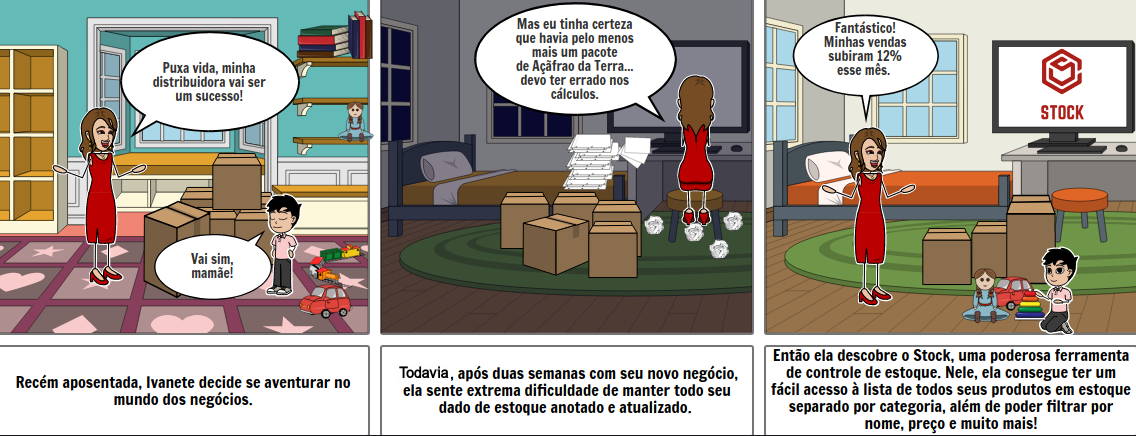 Puxa vida, minha
distribuidora vai ser
um sucesso!
Vai sim,
mamãe!
Recém aposentada, Ivanete decide se aventurar no
mundo dos negócios.
Mas eu tinha certeza
que havia pelo menos
mais um pacote
de Açãfrao da Terra...
devo ter errado nos
cálculos.
Todavia, após duas semanas com seu novo negócio,
ela sente extrema dificuldade de manter todo seu
dado de estoque anotado e atualizado.
Fantástico!
Minhas vendas
subiram 12%
esse mês.
STOCK
Então ela descobre o Stock, uma poderosa ferramenta
de controle de estoque. Nele, ela consegue ter um
fácil acesso à lista de todos seus produtos em estoque
separado por categoria, além de poder filtrar por
nome, preço e muito mais!